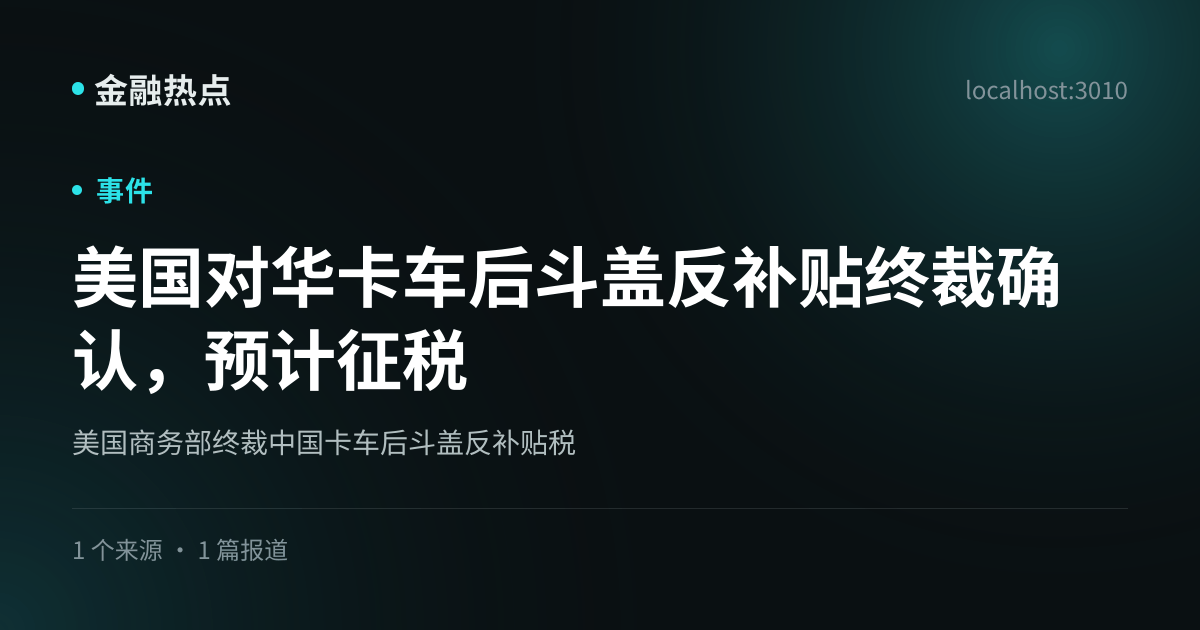 金融热点
localhost:3010
事件
美国对华卡车后斗盖反补贴终裁确
认，预计征税
美国商务部终裁中国卡车后斗盖反补贴税
1 个来源 • 1 篇报道